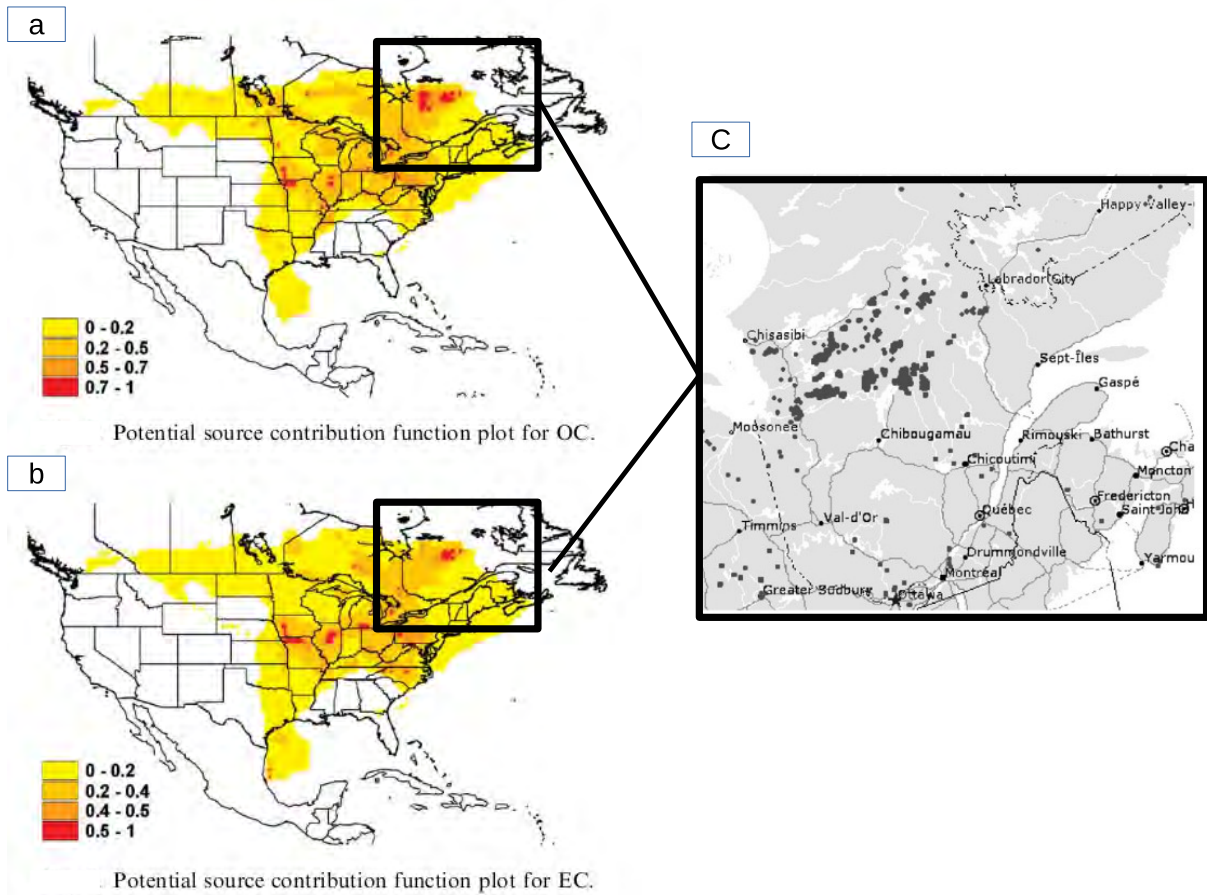 a
0 - 0.2
0.2 - 0.5
0.5 - 0.7
0.7 - 1
Potential source contribution function plot for OC.
b
0 - 0.2
0.2 - 0.4
0.4 - 0.5
0.5 - 1
Potential source contribution function plot for EC.
C
Happy Valley-
Labrador City
Chisasibi
Sept-Îles
Gaspé
Moosonee
Chibougamau
Rimouski
Bathurst
Cha
Chicoutimi
Moncton
Fredericton
H
Québec
Saint-John
Timmins
Val-d'Or
Drummondville
Yarmou
Montréal
Greater Sudbury
Ottawa